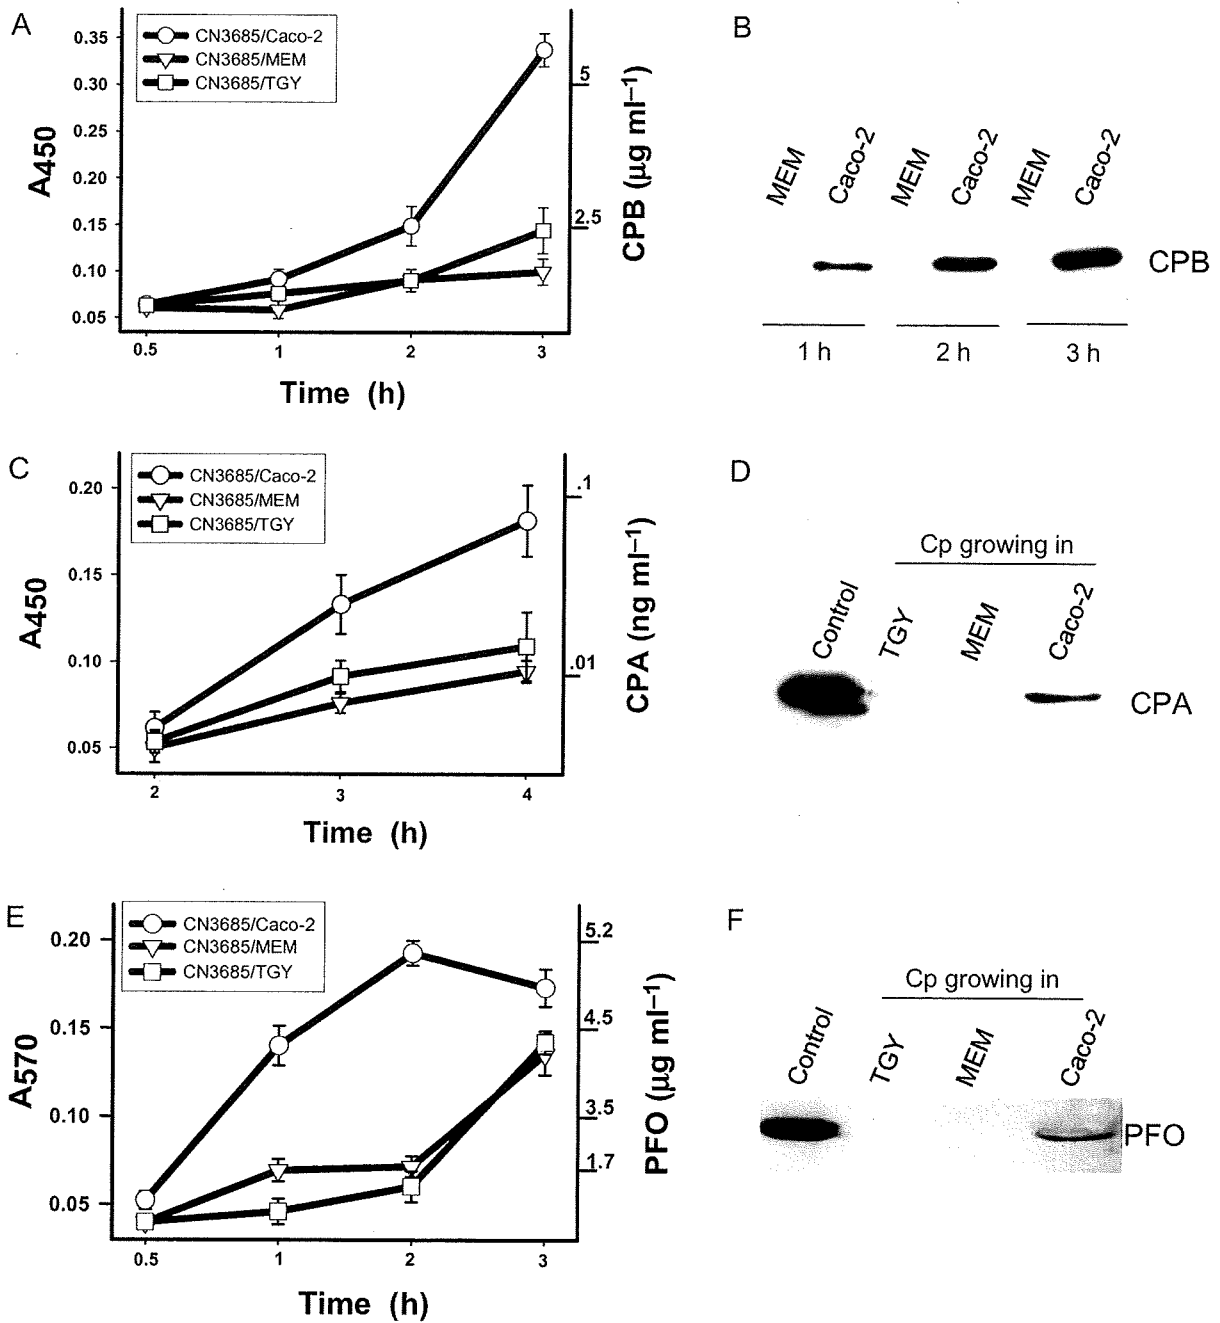 A
0.35
0.30
0.25
0.20
0.15
0.10
0.05
A450
CN3685/Caco-2
CN3685/MEM
CN3685/TGY
5
2.5
CPB (µg ml−1)
0.5
1
2
3
Time (h)
B
MEM
Caco-2
MEM
Caco-2
MEM
Caco-2
CPB
1 h
2 h
3 h
C
0.20
0.15
0.10
0.05
A450
CN3685/Caco-2
CN3685/MEM
CN3685/TGY
.1
.01
CPA (ng ml−1)
2
3
4
Time (h)
D
Cp growing in
Control
TGY
MEM
Caco-2
CPA
E
0.20
0.15
0.10
0.05
A570
CN3685/Caco-2
CN3685/MEM
CN3685/TGY
5.2
4.5
3.5
1.7
PFO (µg ml−1)
0.5
1
2
3
Time (h)
F
Cp growing in
Control
TGY
MEM
Caco-2
PFO